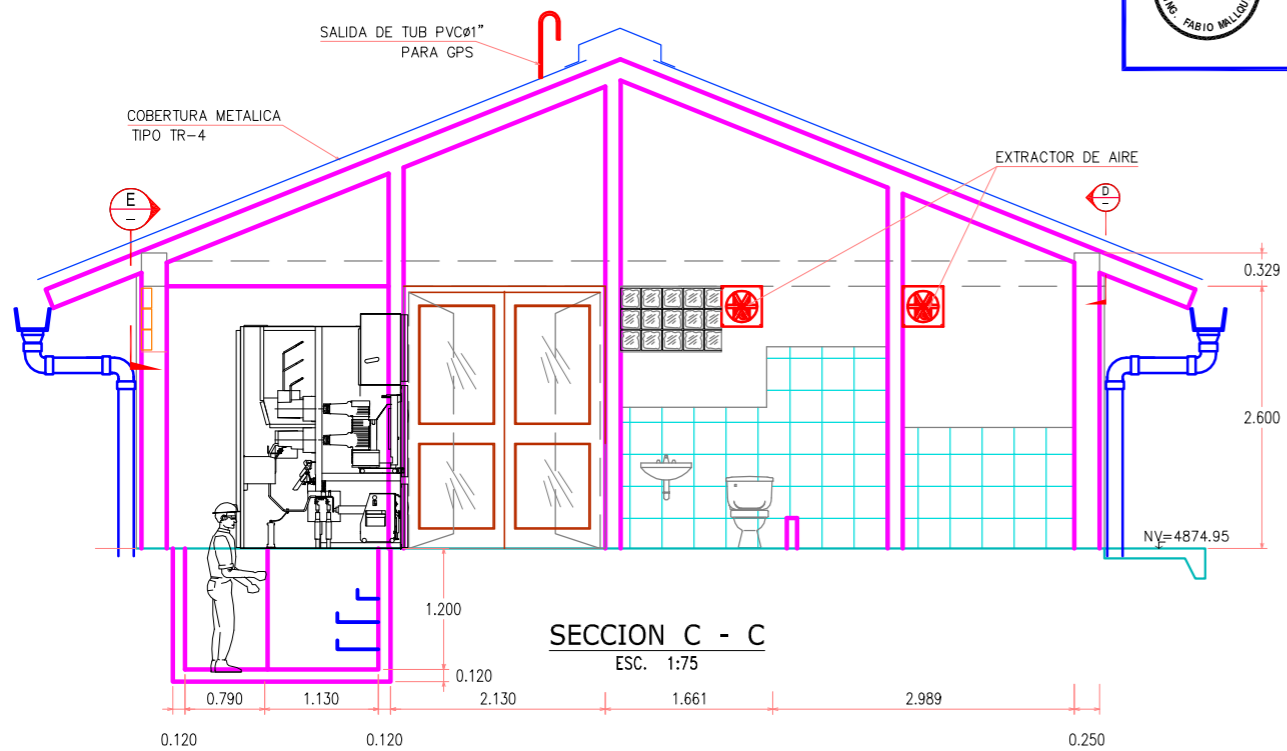 NG. FABIO MALLQU
SALIDA DE TUB PVCø1"
PARA GPS
COBERTURA METALICA
TIPO TR-4
EXTRACTOR DE AIRE
E
-
D
-
0.329
2.600
NV=4874.95
1.200
SECCION C - C
ESC. 1:75
0.120
0.790
1.130
2.130
1.661
2.989
0.120
0.120
0.250